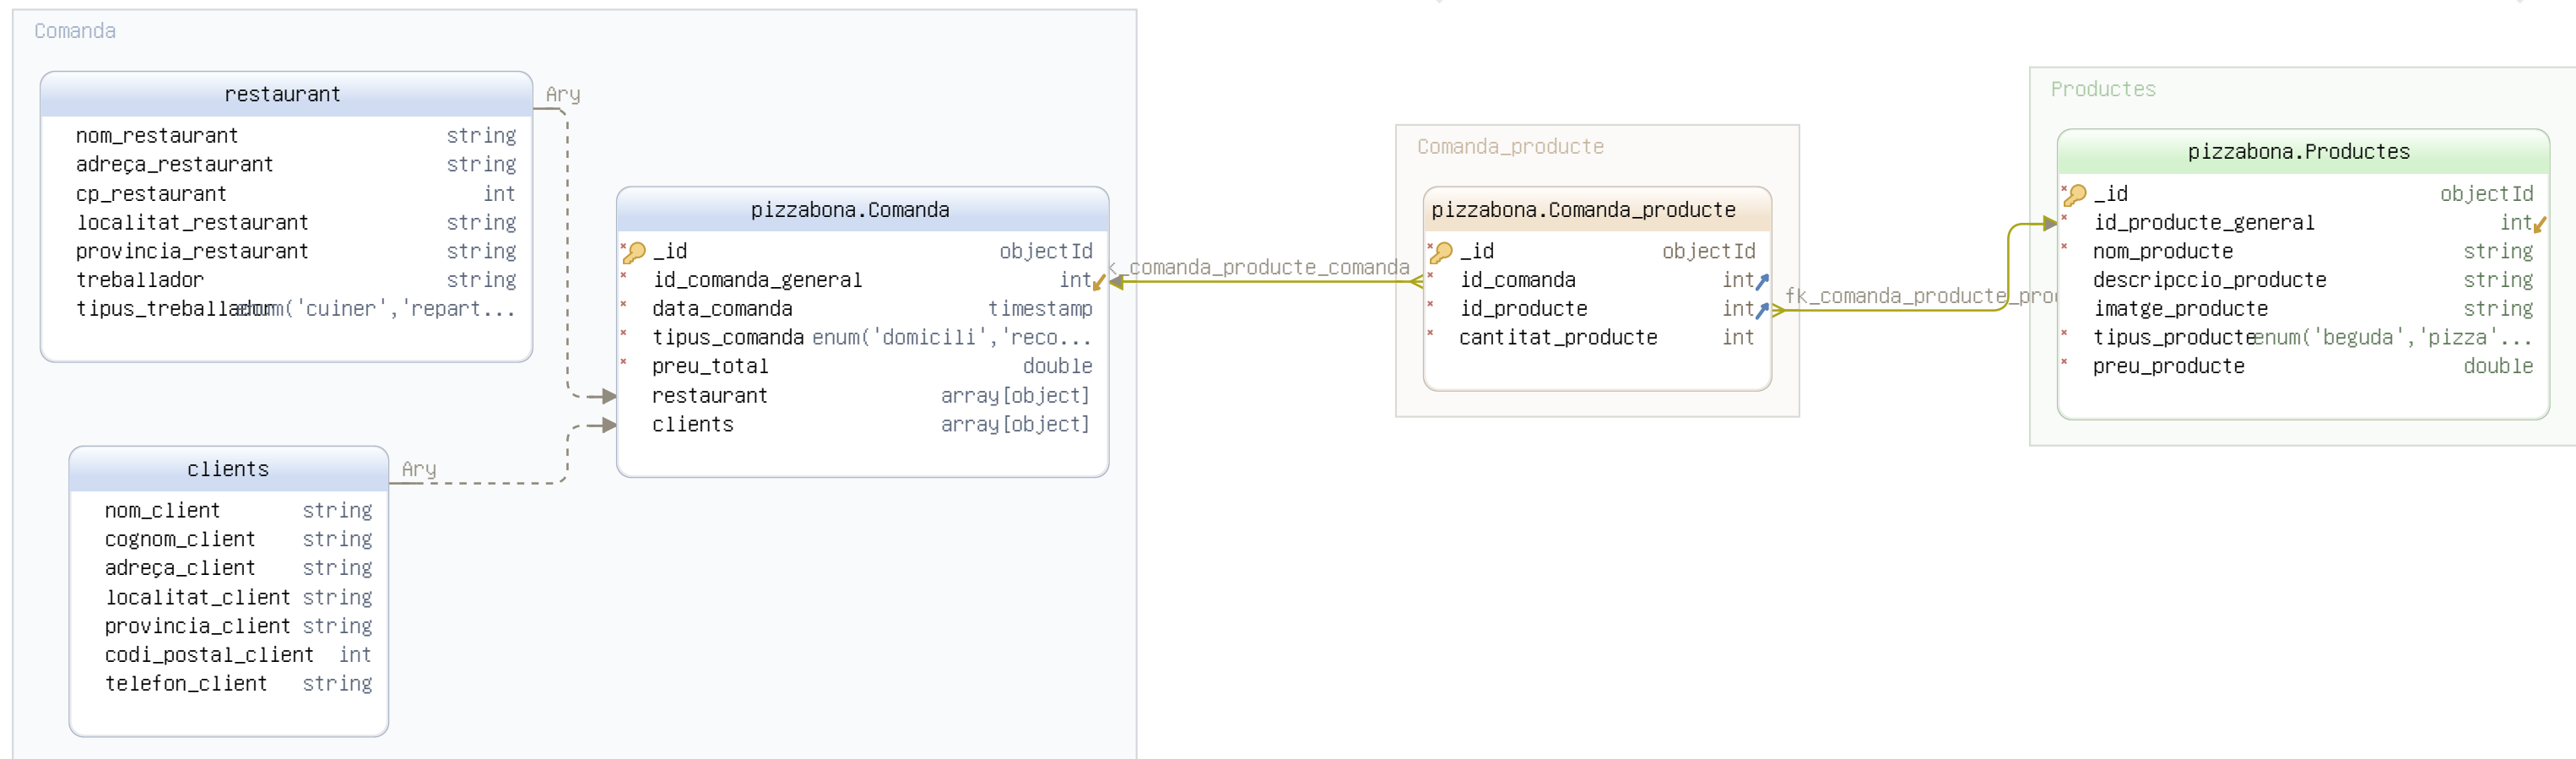 Comanda
restaurant
Ary
nom_restaurant string
adreça_restaurant string
cp_restaurant int
localitat_restaurant string
provincia_restaurant string
treballador string
tipus_treballador enum('cuiner','repart...
clients
Ary
nom_client string
cognom_client string
adreça_client string
localitat_client string
provincia_client string
codi_postal_client int
telefon_client string
pizzabona.Comanda
_id objectId
id_comanda_general int
data_comanda timestamp
tipus_comanda enum('domicili','reco...
preu_total double
restaurant array[object]
clients array[object]
k_comanda_producte_comanda
Comanda_producte
pizzabona.Comanda_producte
_id objectId
id_comanda int
id_producte int
cantitat_producte int
fk_comanda_producte_prod
Productes
pizzabona.Productes
_id objectId
id_producte_general int
nom_producte string
descripccio_producte string
imatge_producte string
tipus_producte enum('beguda','pizza'...
preu_producte double